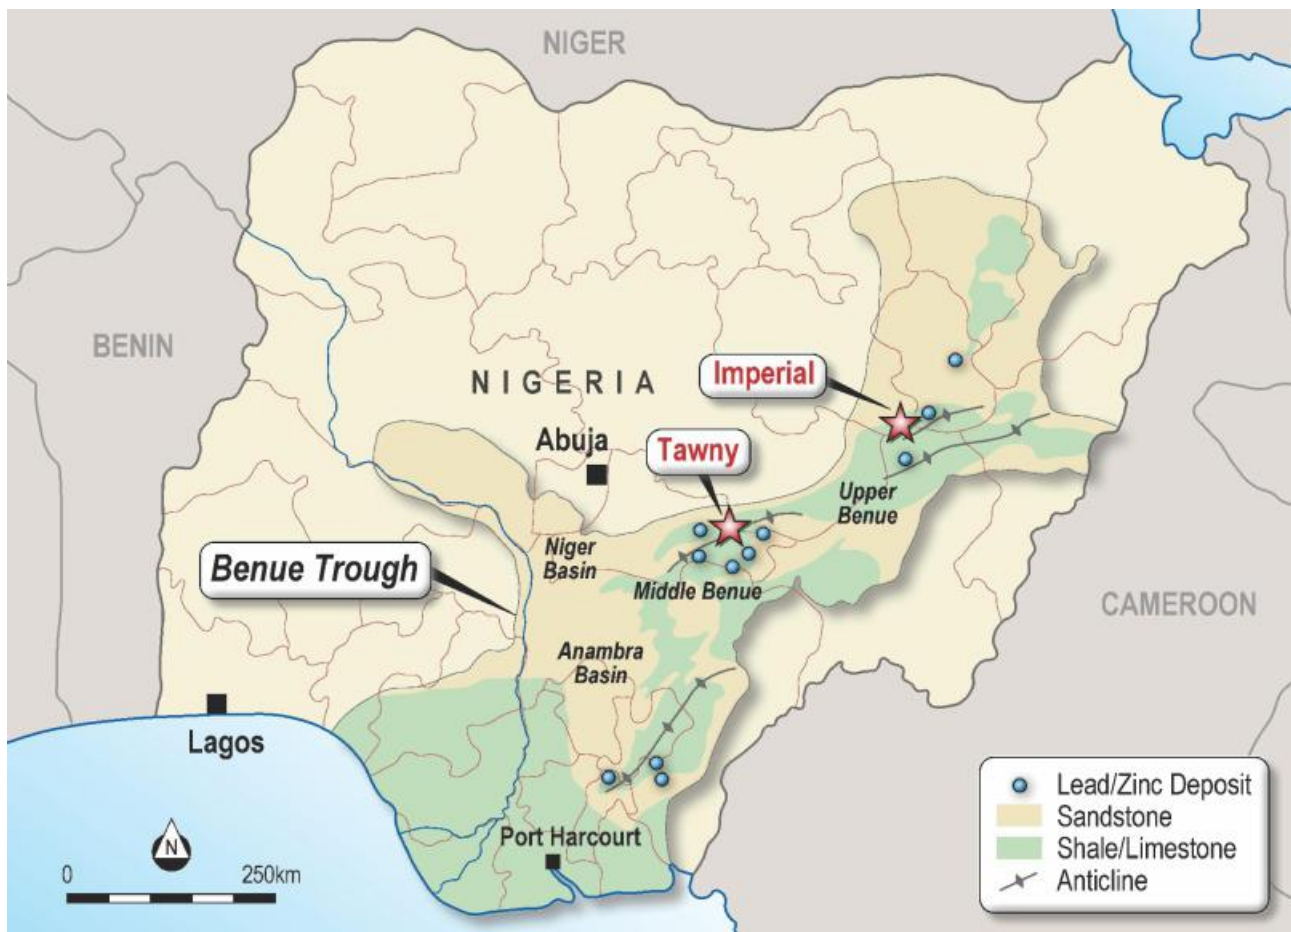 NIGER
BENIN
NIGERIA
Imperial
Abuja
Tawny
Upper
Benue
Niger
Basin
Benue Trough
Middle Benue
CAMEROON
Anambra
Basin
Lagos
Port Harcourt
N
0 250km
Lead/Zinc Deposit
Sandstone
Shale/Limestone
Anticline